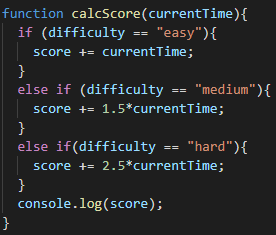 function calcScore(currentTime){
  if (difficulty == "easy"){
    score += currentTime;
  }
  else if (difficulty == "medium"){
    score += 1.5*currentTime;
  }
  else if(difficulty == "hard"){
    score += 2.5*currentTime;
  }
  console.log(score);
}